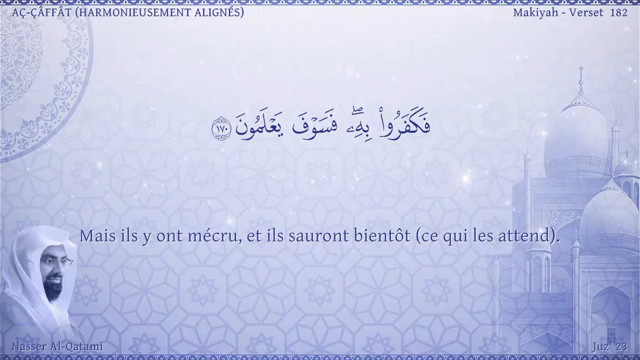 AÇ-ÇÂFFÂT (HARMONIEUSEMENT ALIGNÉS)
Makiyah - Verset 182
فَكَفَرُوا۟ بِهِۦۖ فَسَوْفَ يَعْلَمُونَ ١٧٠
Mais ils y ont mécru, et ils sauront bientôt (ce qui les attend).
Nasser Al-Qatami
Juz' 23